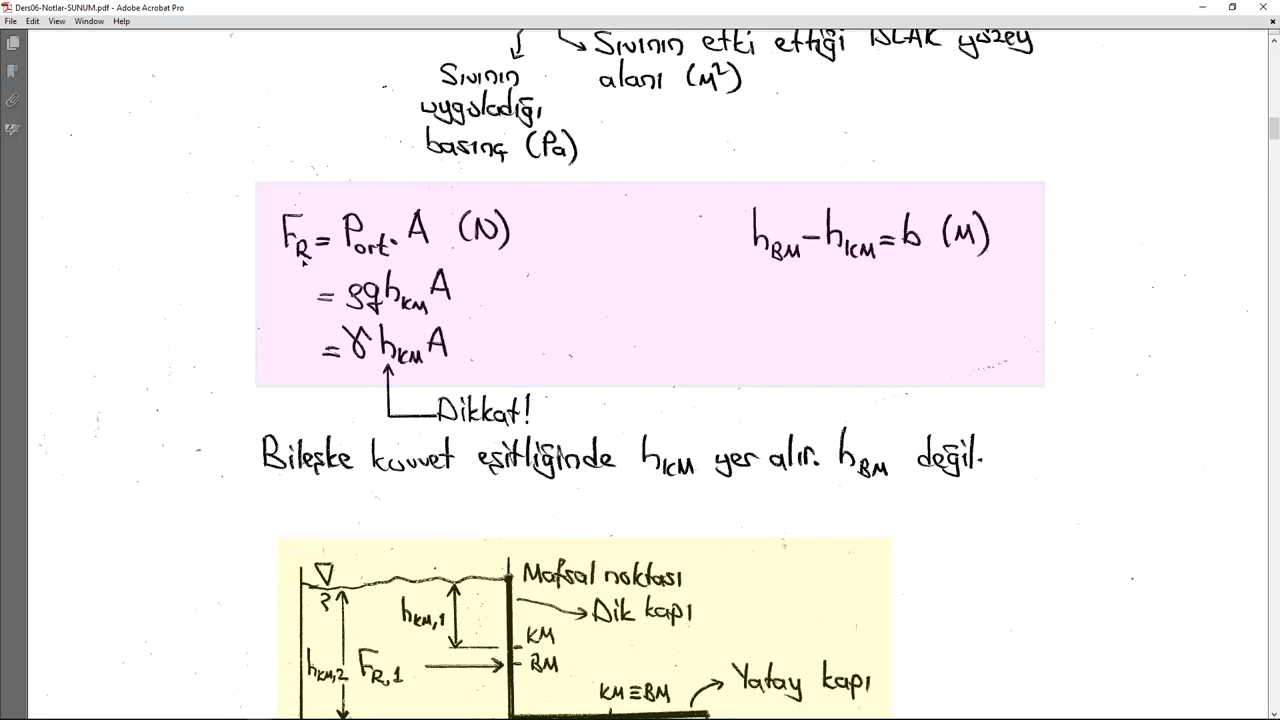 Ders06-Notlar-SUNUM.pdf - Adobe Acrobat Pro
File Edit View Window Help
Sıvının etki ettiği ISLAK yüzey
alanı (m²)
Sıvının
uyguladığı
basınç (Pa)
F_R = P_ort. A (N)
= ρgh_KM A
= γ h_KM A
h_BM - h_KM = b (m)
Dikkat!
Bileşke kuvvet eşitliğinde h_KM yer alır. h_BM değil.
Mafsal noktası
Dik kapı
h_KM,1
KM
BM
h_KM,2
F_R,1
KM≡BM
Yatay kapı